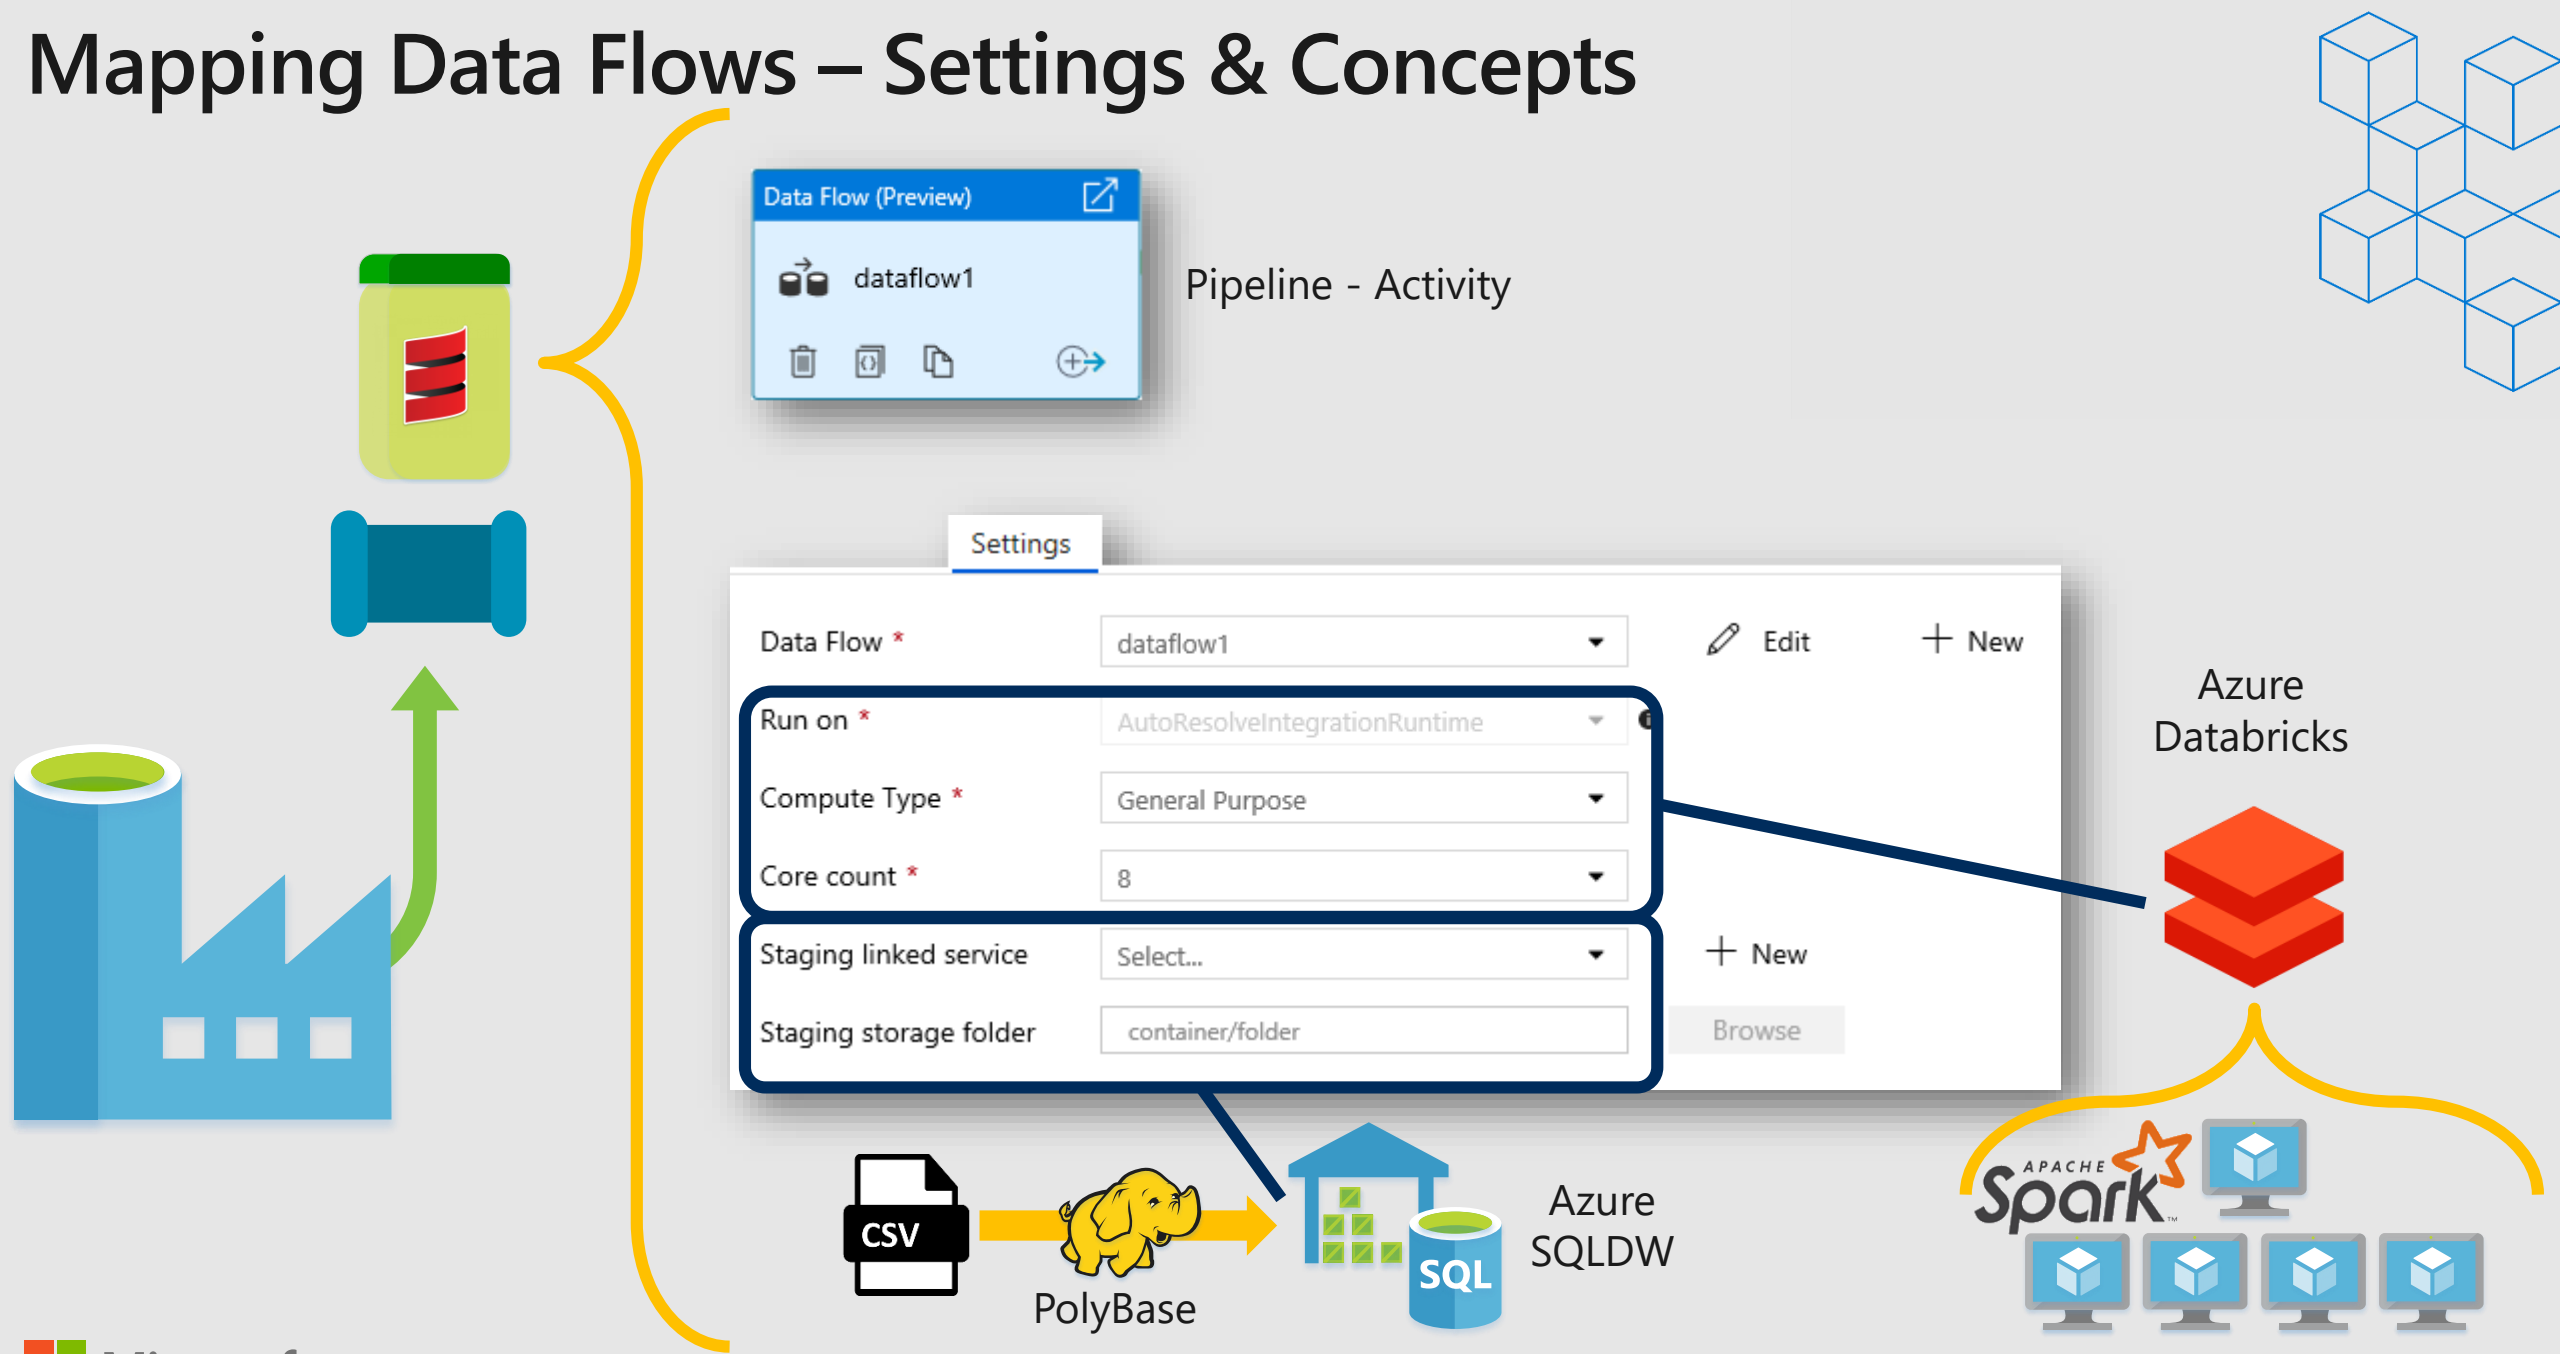 Mapping Data Flows – Settings & Concepts
Data Flow (Preview)
dataflow1
Pipeline - Activity
Settings
Data Flow *
dataflow1
Edit
New
Run on *
AutoResolveIntegrationRuntime
Compute Type *
General Purpose
Core count *
8
Staging linked service
Select...
New
Staging storage folder
container/folder
Browse
Azure
Databricks
CSV
PolyBase
SQL
Azure
SQLDW
APACHE
Spark™